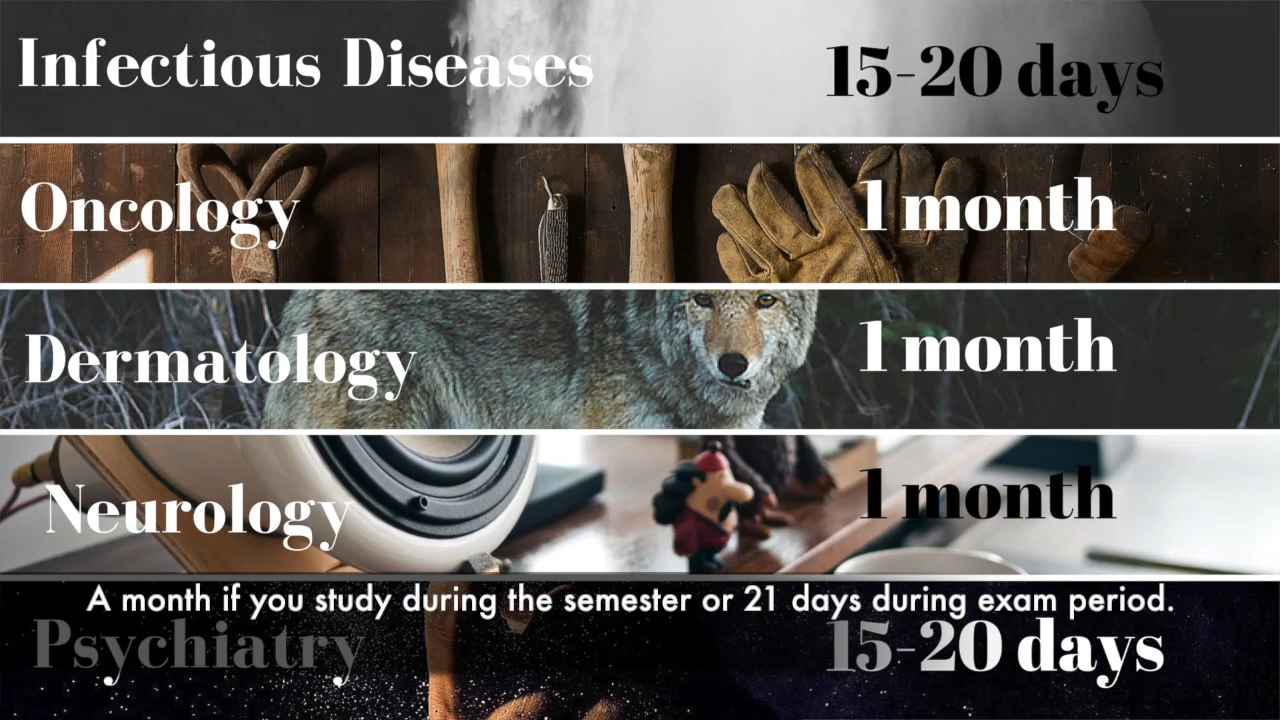 Infectious Diseases 15-20 days
Oncology 1 month
Dermatology 1 month
Neurology 1 month
A month if you study during the semester or 21 days during exam period.
Psychiatry 15-20 days